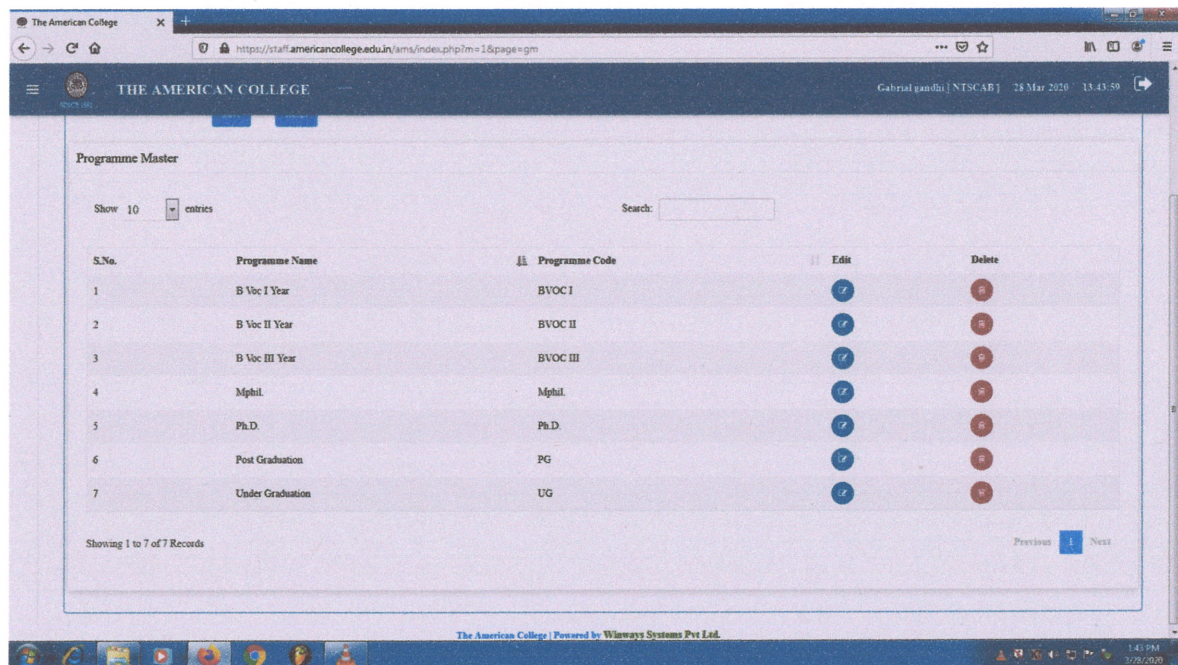 The American College
https://staff.americancollege.edu.in/ams/index.php?m=1&page=gm
THE AMERICAN COLLEGE
Gabrial gandhi [ NTSCAB ] 28 Mar 2020 13:43:59
Programme Master
Show 10 entries Search:
S.No. Programme Name Programme Code Edit Delete
1 B Voc I Year BVOC I
2 B Voc II Year BVOC II
3 B Voc III Year BVOC III
4 Mphil. Mphil.
5 Ph.D. Ph.D.
6 Post Graduation PG
7 Under Graduation UG
Showing 1 to 7 of 7 Records Previous 1 Next
The American College | Powered by Winways Systems Pvt Ltd.
1:43 PM
3/28/2020